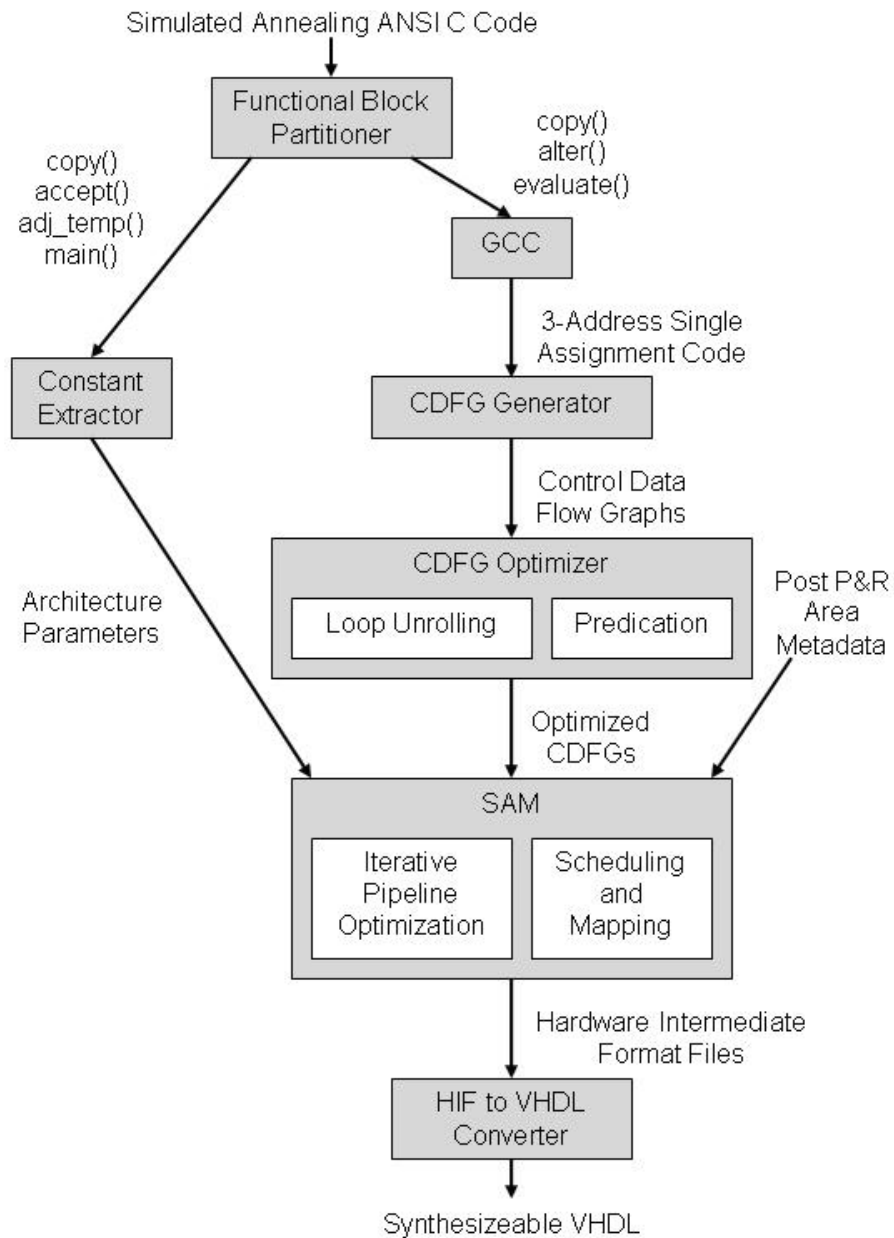 Simulated Annealing ANSI C Code
Functional Block
Partitioner
copy()
accept()
adj_temp()
main()
copy()
alter()
evaluate()
GCC
3-Address Single
Assignment Code
Constant
Extractor
CDFG Generator
Control Data
Flow Graphs
CDFG Optimizer
Loop Unrolling
Predication
Architecture
Parameters
Post P&R
Area
Metadata
Optimized
CDFGs
SAM
Iterative
Pipeline
Optimization
Scheduling
and
Mapping
Hardware Intermediate
Format Files
HIF to VHDL
Converter
Synthesizeable VHDL